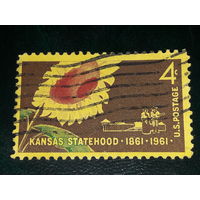 4¢
U.S. POSTAGE
KANSAS STATEHOOD · 1861 · 1961 ·